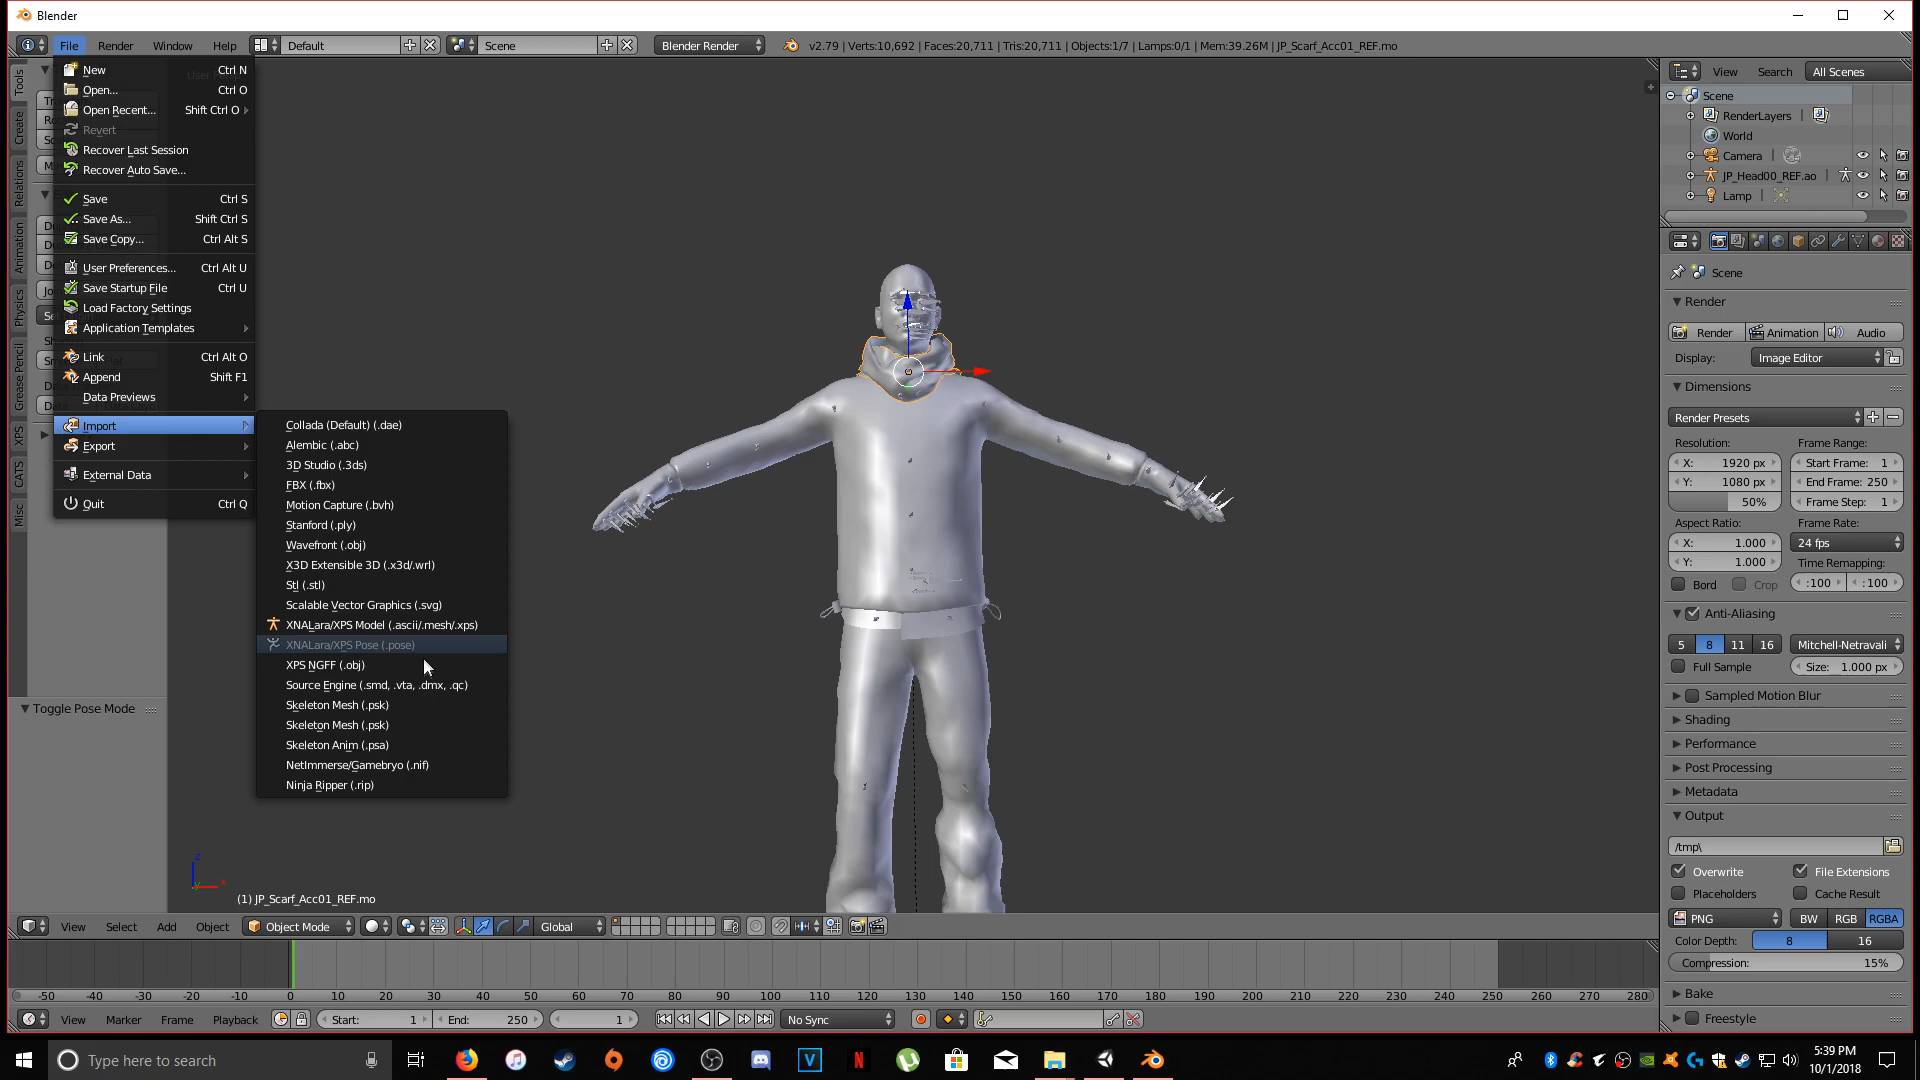 Blender
File Render Window Help Default Scene Blender Render v2.79 | Verts:10,692 | Faces:20,711 | Tris:20,711 | Objects:1/7 | Lamps:0/1 | Mem:39.26M | JP_Scarf_Acc01_REF.mo
New Ctrl N
Open... Ctrl O
Open Recent... Shift Ctrl O
Revert
Recover Last Session
Recover Auto Save...
Save Ctrl S
Save As... Shift Ctrl S
Save Copy... Ctrl Alt S
User Preferences... Ctrl Alt U
Save Startup File Ctrl U
Load Factory Settings
Application Templates
Link Ctrl Alt O
Append Shift F1
Data Previews
Import
Export
External Data
Quit Ctrl Q
Collada (Default) (.dae)
Alembic (.abc)
3D Studio (.3ds)
FBX (.fbx)
Motion Capture (.bvh)
Stanford (.ply)
Wavefront (.obj)
X3D Extensible 3D (.x3d/.wrl)
Stl (.stl)
Scalable Vector Graphics (.svg)
XNALara/XPS Model (.ascii/.mesh/.xps)
XNALara/XPS Pose (.pose)
XPS NGFF (.obj)
Source Engine (.smd, .vta, .dmx, .qc)
Skeleton Mesh (.psk)
Skeleton Mesh (.psk)
Skeleton Anim (.psa)
NetImmerse/Gamebryo (.nif)
Ninja Ripper (.rip)
Tools
Create
Relations
Animation
Physics
Grease Pencil
XPS
CATS
Misc
Toggle Pose Mode
(1) JP_Scarf_Acc01_REF.mo
View Select Add Object Object Mode Global
-50 -40 -30 -20 -10 0 10 20 30 40 50 60 70 80 90 100 110 120 130 140 150 160 170 180 190 200 210 220 230 240 250 260 270 280
View Marker Frame Playback Start: 1 End: 250 1 No Sync
View Search All Scenes
Scene
RenderLayers |
World
Camera |
JP_Head00_REF.ao |
Lamp |
Scene
Render
Render Animation Audio
Display: Image Editor
Dimensions
Render Presets
Resolution: Frame Range:
X: 1920 px Start Frame: 1
Y: 1080 px End Frame: 250
50% Frame Step: 1
Aspect Ratio: Frame Rate:
X: 1.000 24 fps
Y: 1.000 Time Remapping:
Bord Crop :100 :100
Anti-Aliasing
5 8 11 16 Mitchell-Netravali
Full Sample Size: 1.000 px
Sampled Motion Blur
Shading
Performance
Post Processing
Metadata
Output
/tmp\
Overwrite File Extensions
Placeholders Cache Result
PNG BW RGB RGBA
Color Depth: 8 16
Compression: 15%
Bake
Freestyle
Type here to search
5:39 PM
10/1/2018